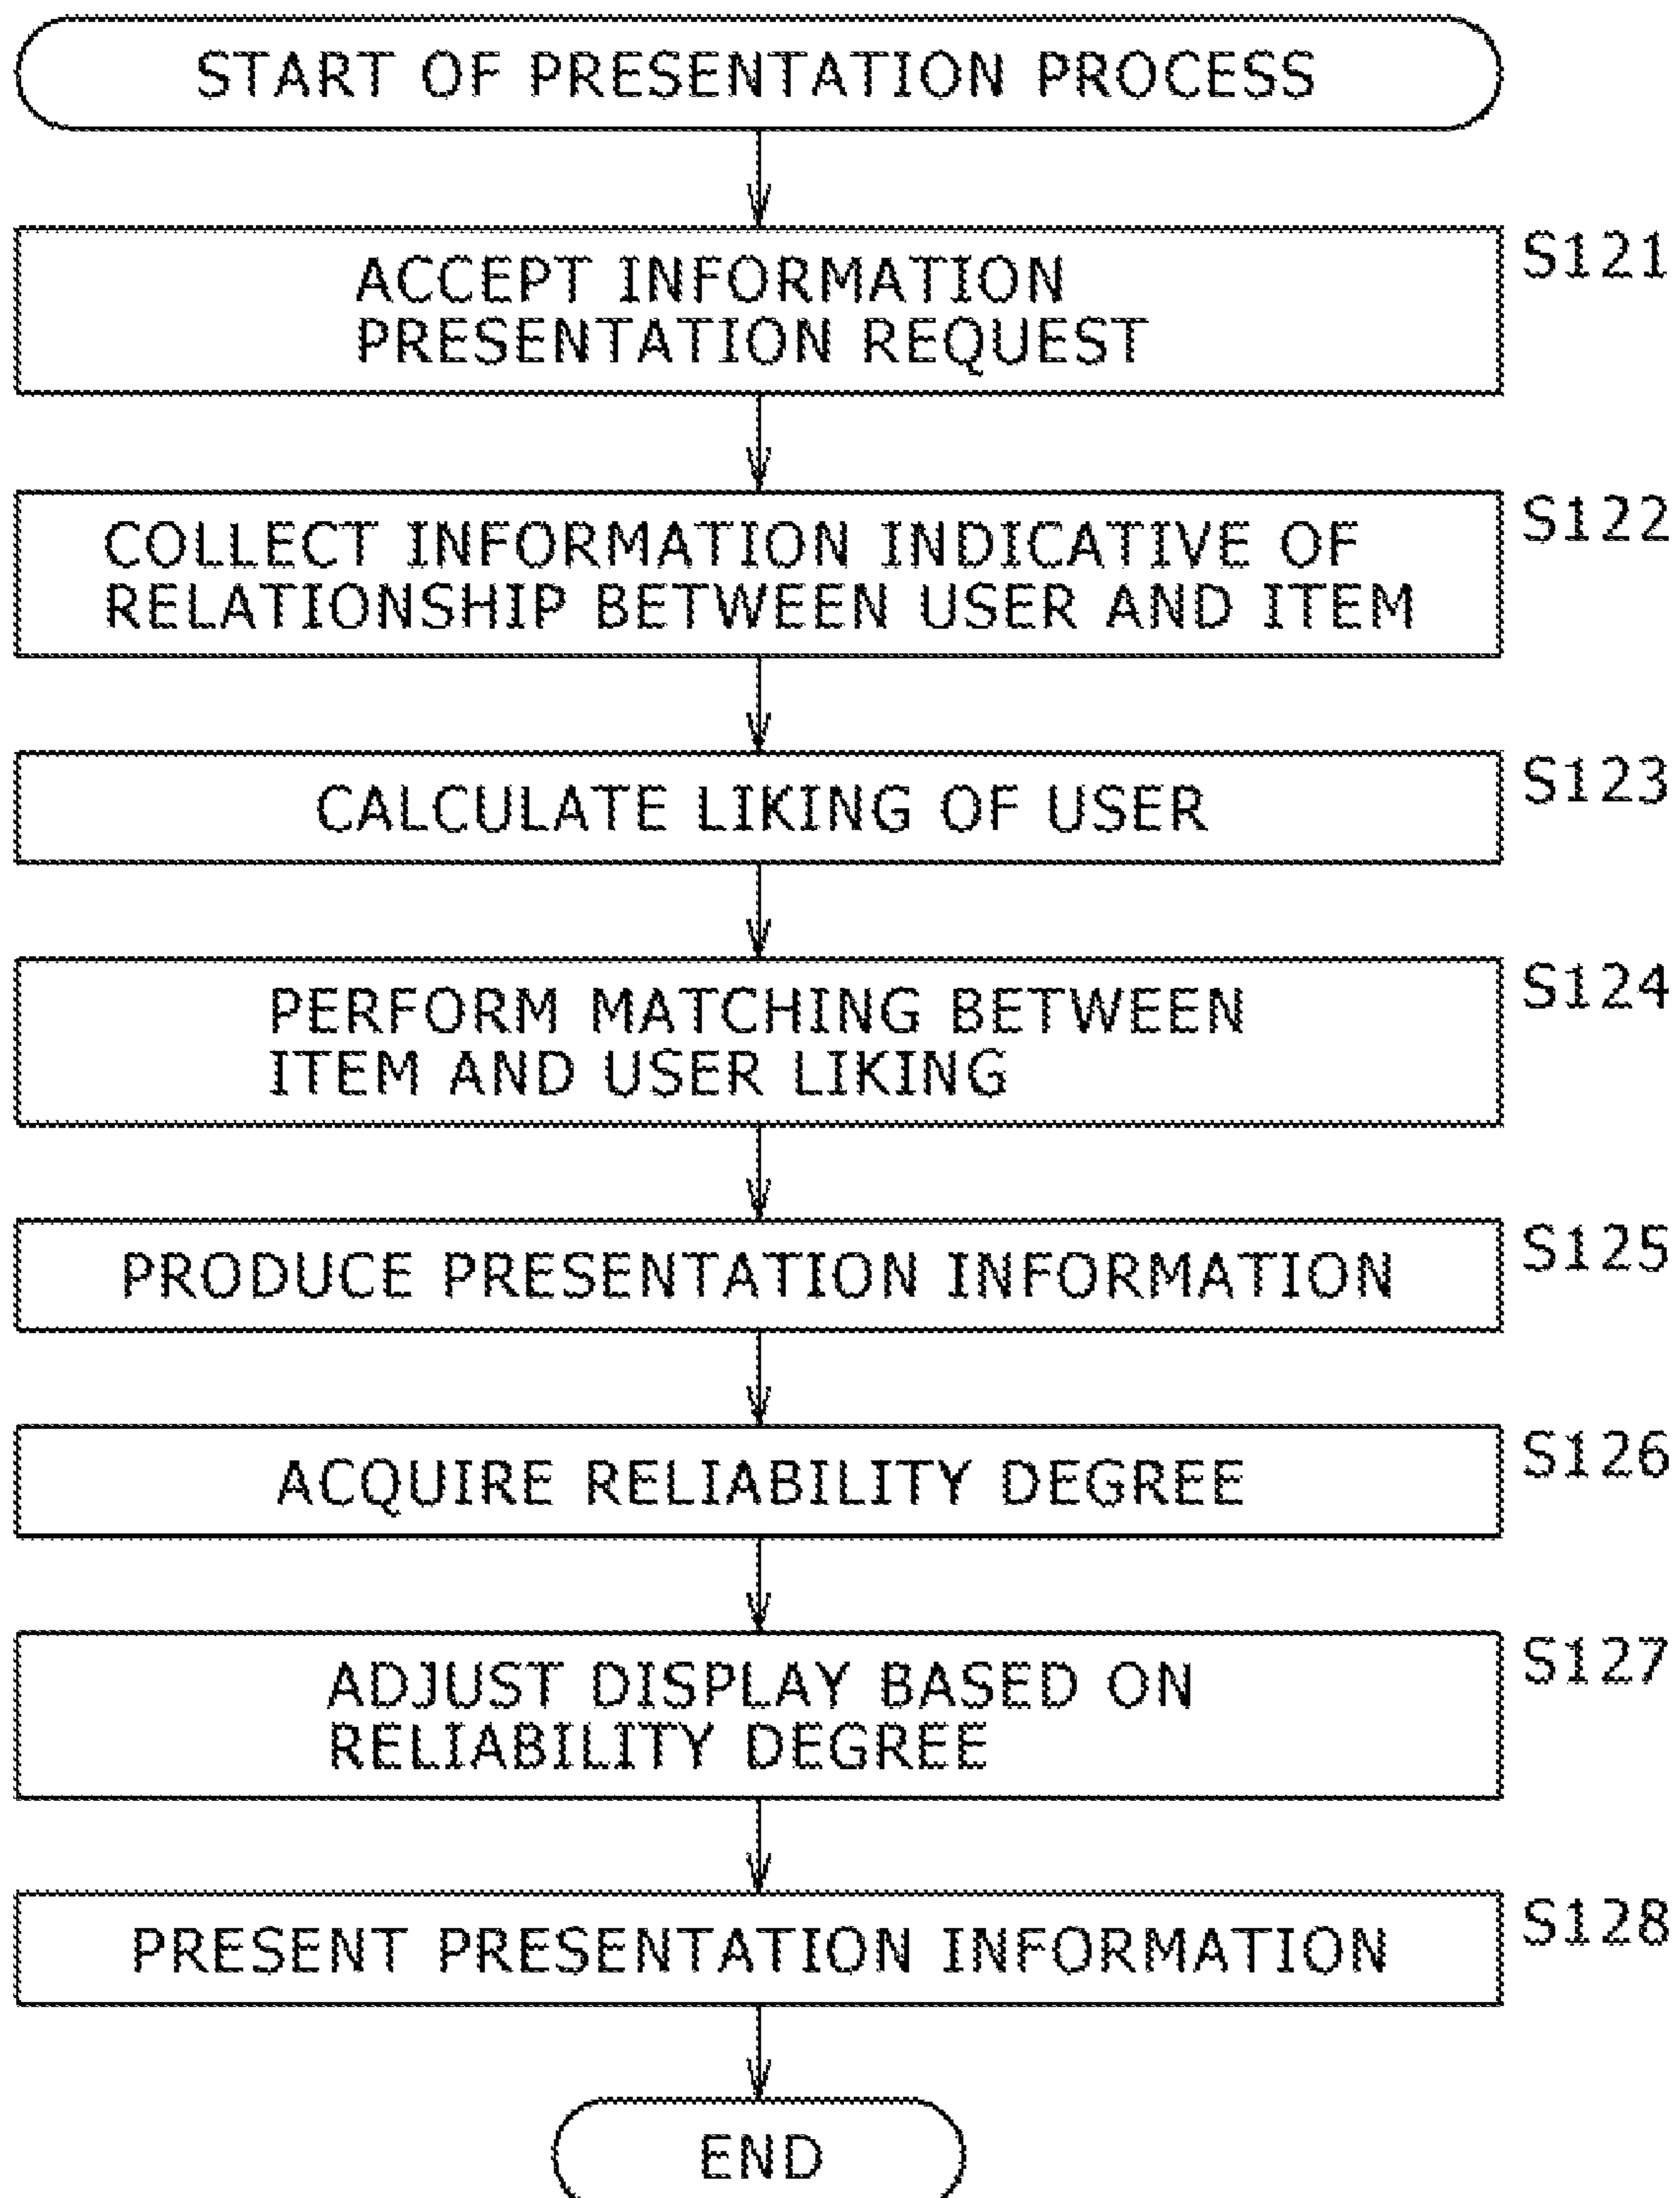 START OF PRESENTATION PROCESS
S121
ACCEPT INFORMATION
PRESENTATION REQUEST
S122
COLLECT INFORMATION INDICATIVE OF
RELATIONSHIP BETWEEN USER AND ITEM
S123
CALCULATE LIKING OF USER
S124
PERFORM MATCHING BETWEEN
ITEM AND USER LIKING
S125
PRODUCE PRESENTATION INFORMATION
S126
ACQUIRE RELIABILITY DEGREE
S127
ADJUST DISPLAY BASED ON
RELIABILITY DEGREE
S128
PRESENT PRESENTATION INFORMATION
END